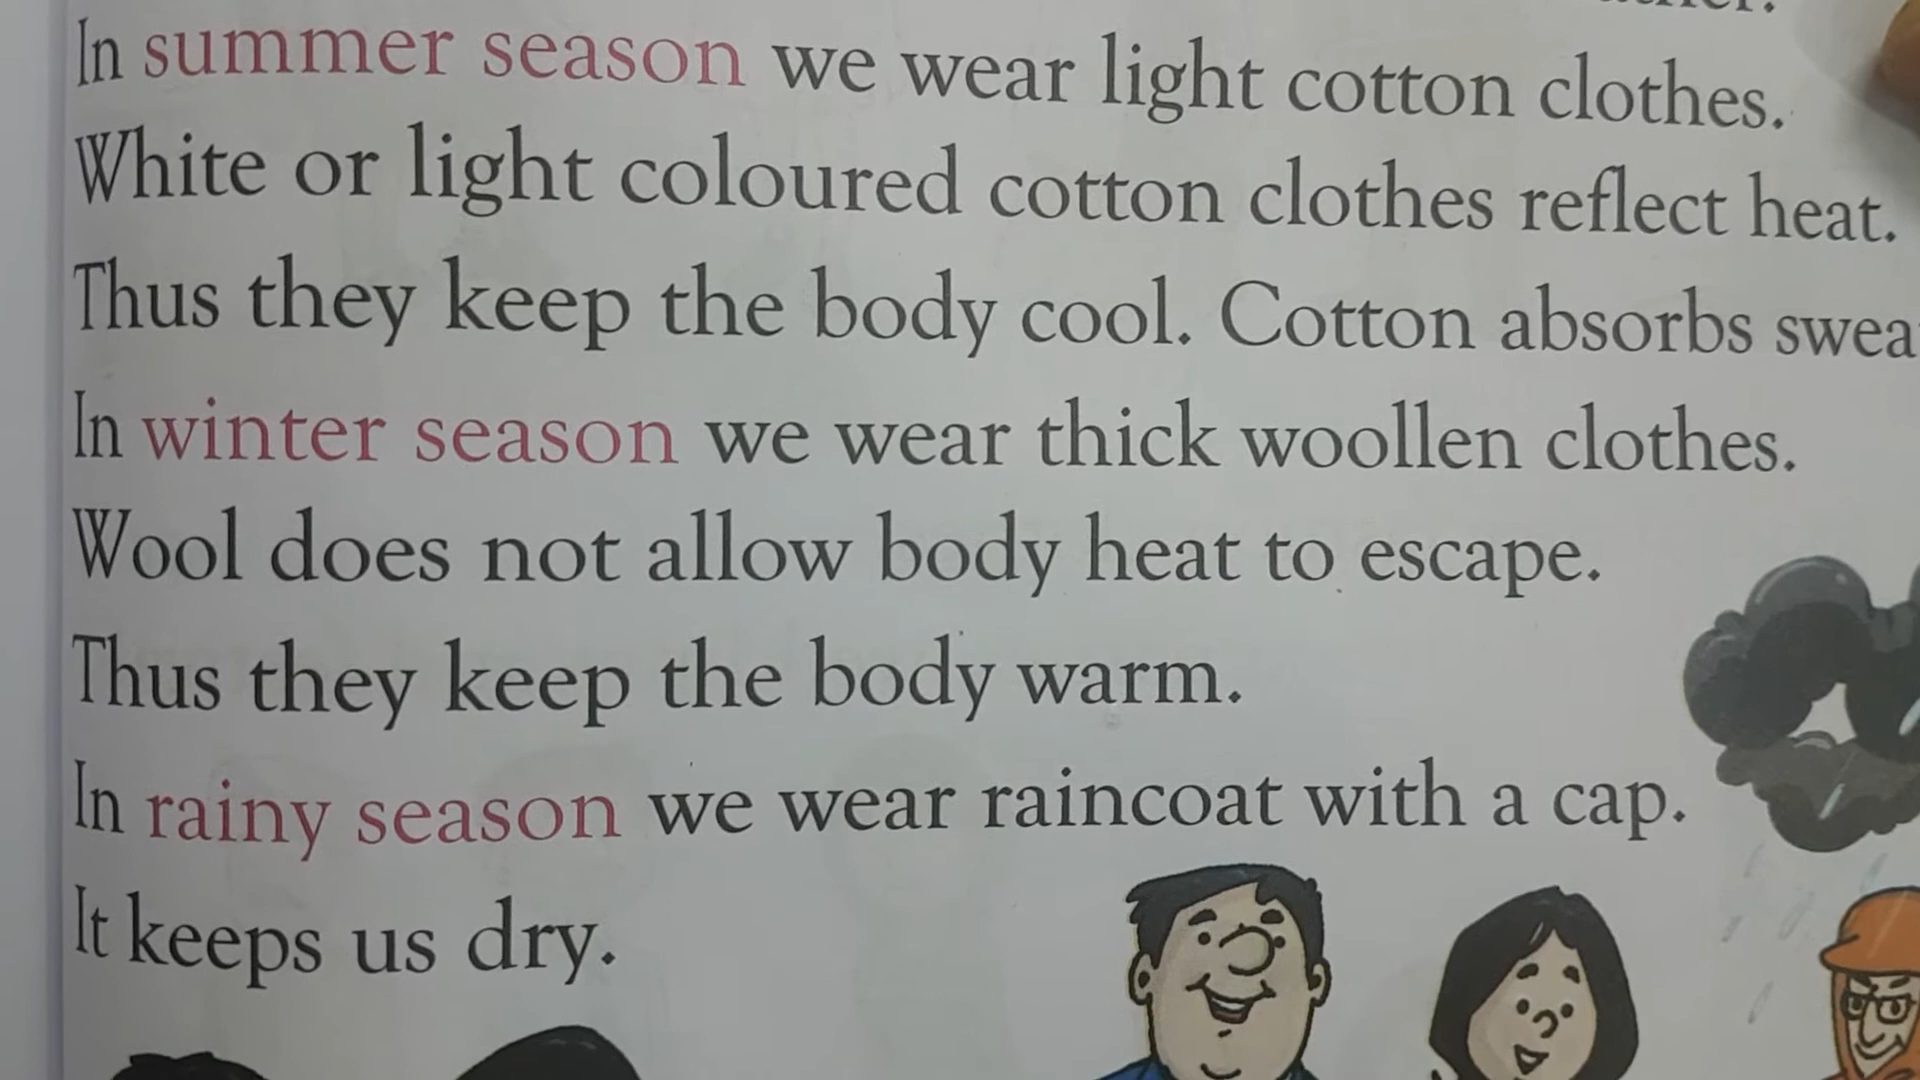 In summer season we wear light cotton clothes.
White or light coloured cotton clothes reflect heat.
Thus they keep the body cool. Cotton absorbs
In winter season we wear thick woollen clothes.
Wool does not allow body heat to escape.
Thus they keep the body warm.
In rainy season we wear raincoat with a cap.
It keeps us dry.